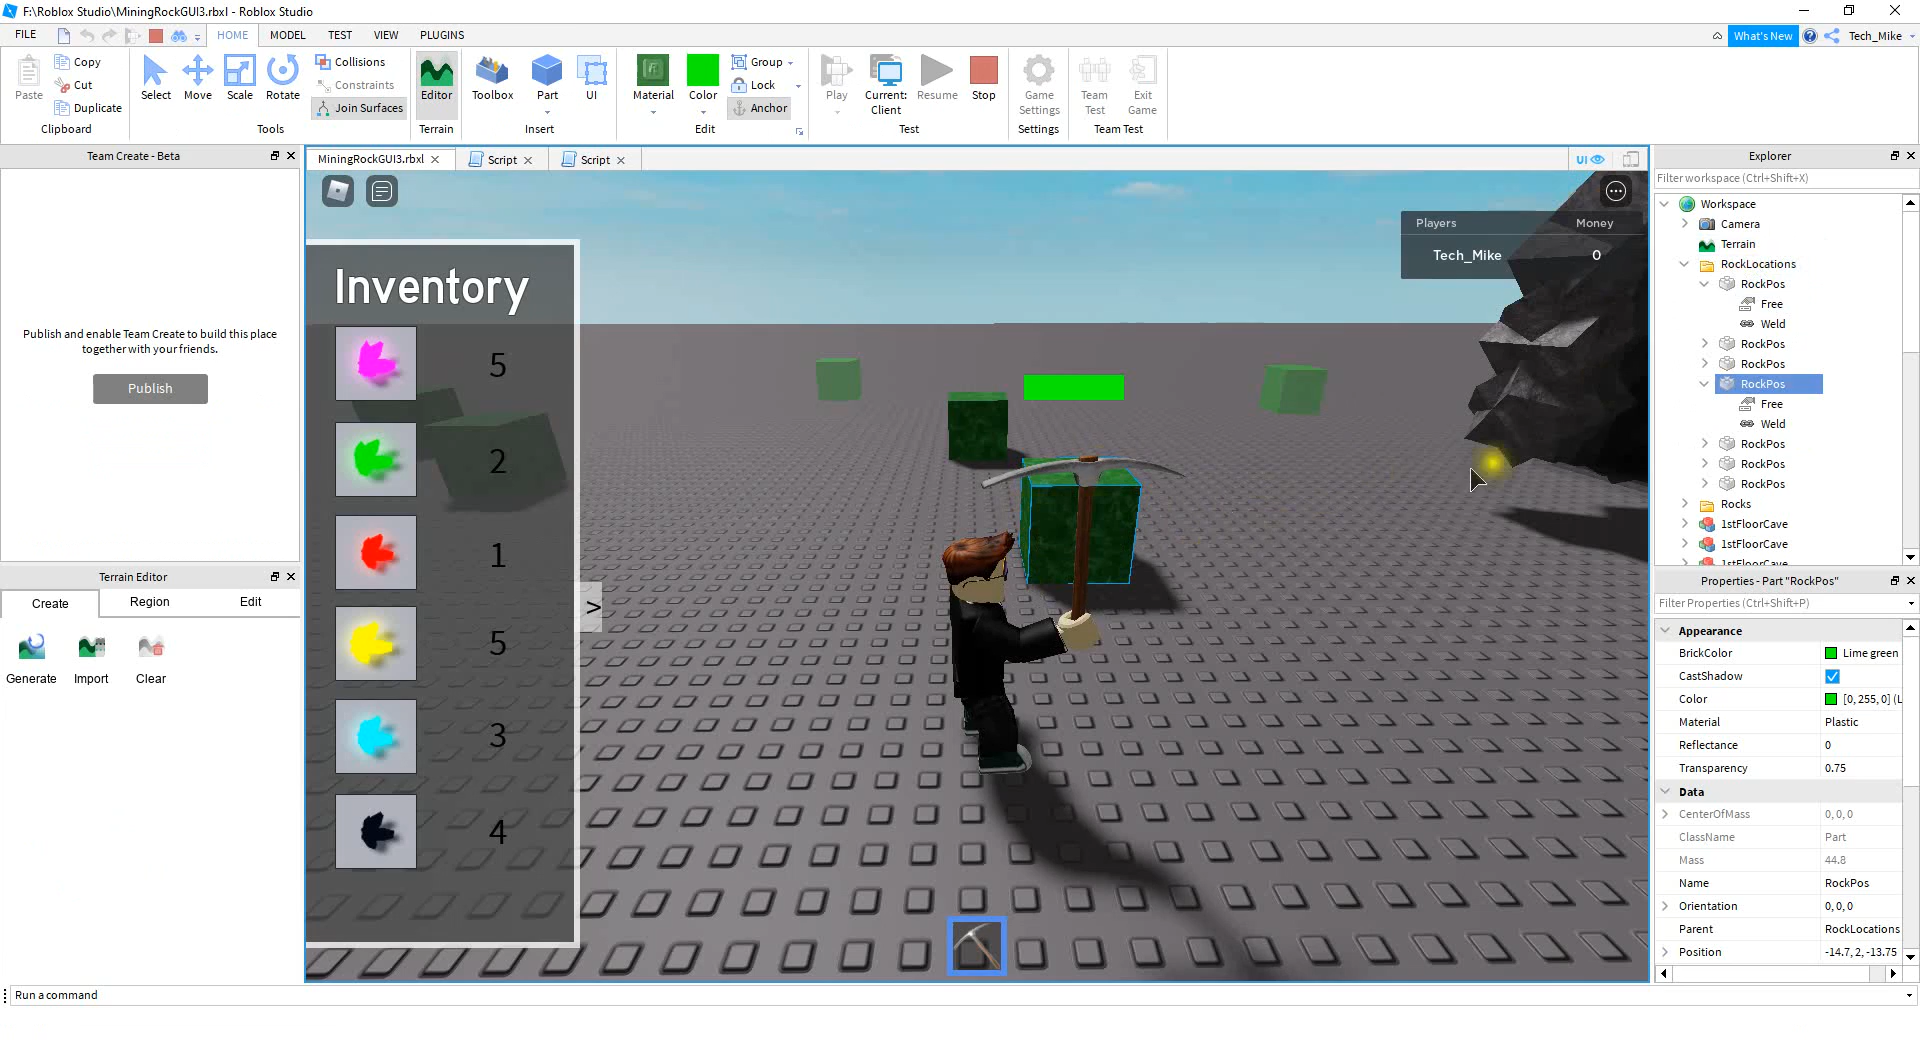 F:\Roblox Studio\MiningRockGUI3.rbxl - Roblox Studio
FILE HOME MODEL TEST VIEW PLUGINS
What's New
Tech_Mike
Paste
Copy
Cut
Duplicate
Clipboard
Select Move Scale Rotate
Collisions
Constraints
Join Surfaces
Tools
Editor
Terrain
Toolbox Part UI
Insert
Material Color
Group
Lock
Anchor
Edit
Play
Current:
Client
Resume Stop
Test
Game
Settings
Settings
Team
Test
Exit
Game
Team Test
Team Create - Beta
Publish and enable Team Create to build this place
together with your friends.
Publish
Terrain Editor
Create Region Edit
Generate Import Clear
MiningRockGUI3.rbxl
Script
Script
UI
Players Money
Tech_Mike 0
Inventory
5
2
1
5
3
4
>
Explorer
Filter workspace (Ctrl+Shift+X)
Workspace
Camera
Terrain
RockLocations
RockPos
Free
Weld
RockPos
RockPos
RockPos
Free
Weld
RockPos
RockPos
RockPos
Rocks
1stFloorCave
1stFloorCave
1stFloorCave
Properties - Part "RockPos"
Filter Properties (Ctrl+Shift+P)
Appearance
BrickColor Lime green
CastShadow
Color [0, 255, 0] (L
Material Plastic
Reflectance 0
Transparency 0.75
Data
CenterOfMass 0, 0, 0
ClassName Part
Mass 44.8
Name RockPos
Orientation 0, 0, 0
Parent RockLocations
Position -14.7, 2, -13.75
Run a command